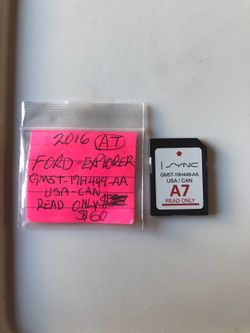 2016 A7
FORD-EXPLORER
GM5T-19H449-AA
USA-CAN
READ ONLY
$60
SYNC
GM5T-19H449-AA
USA / CAN
A7
READ ONLY